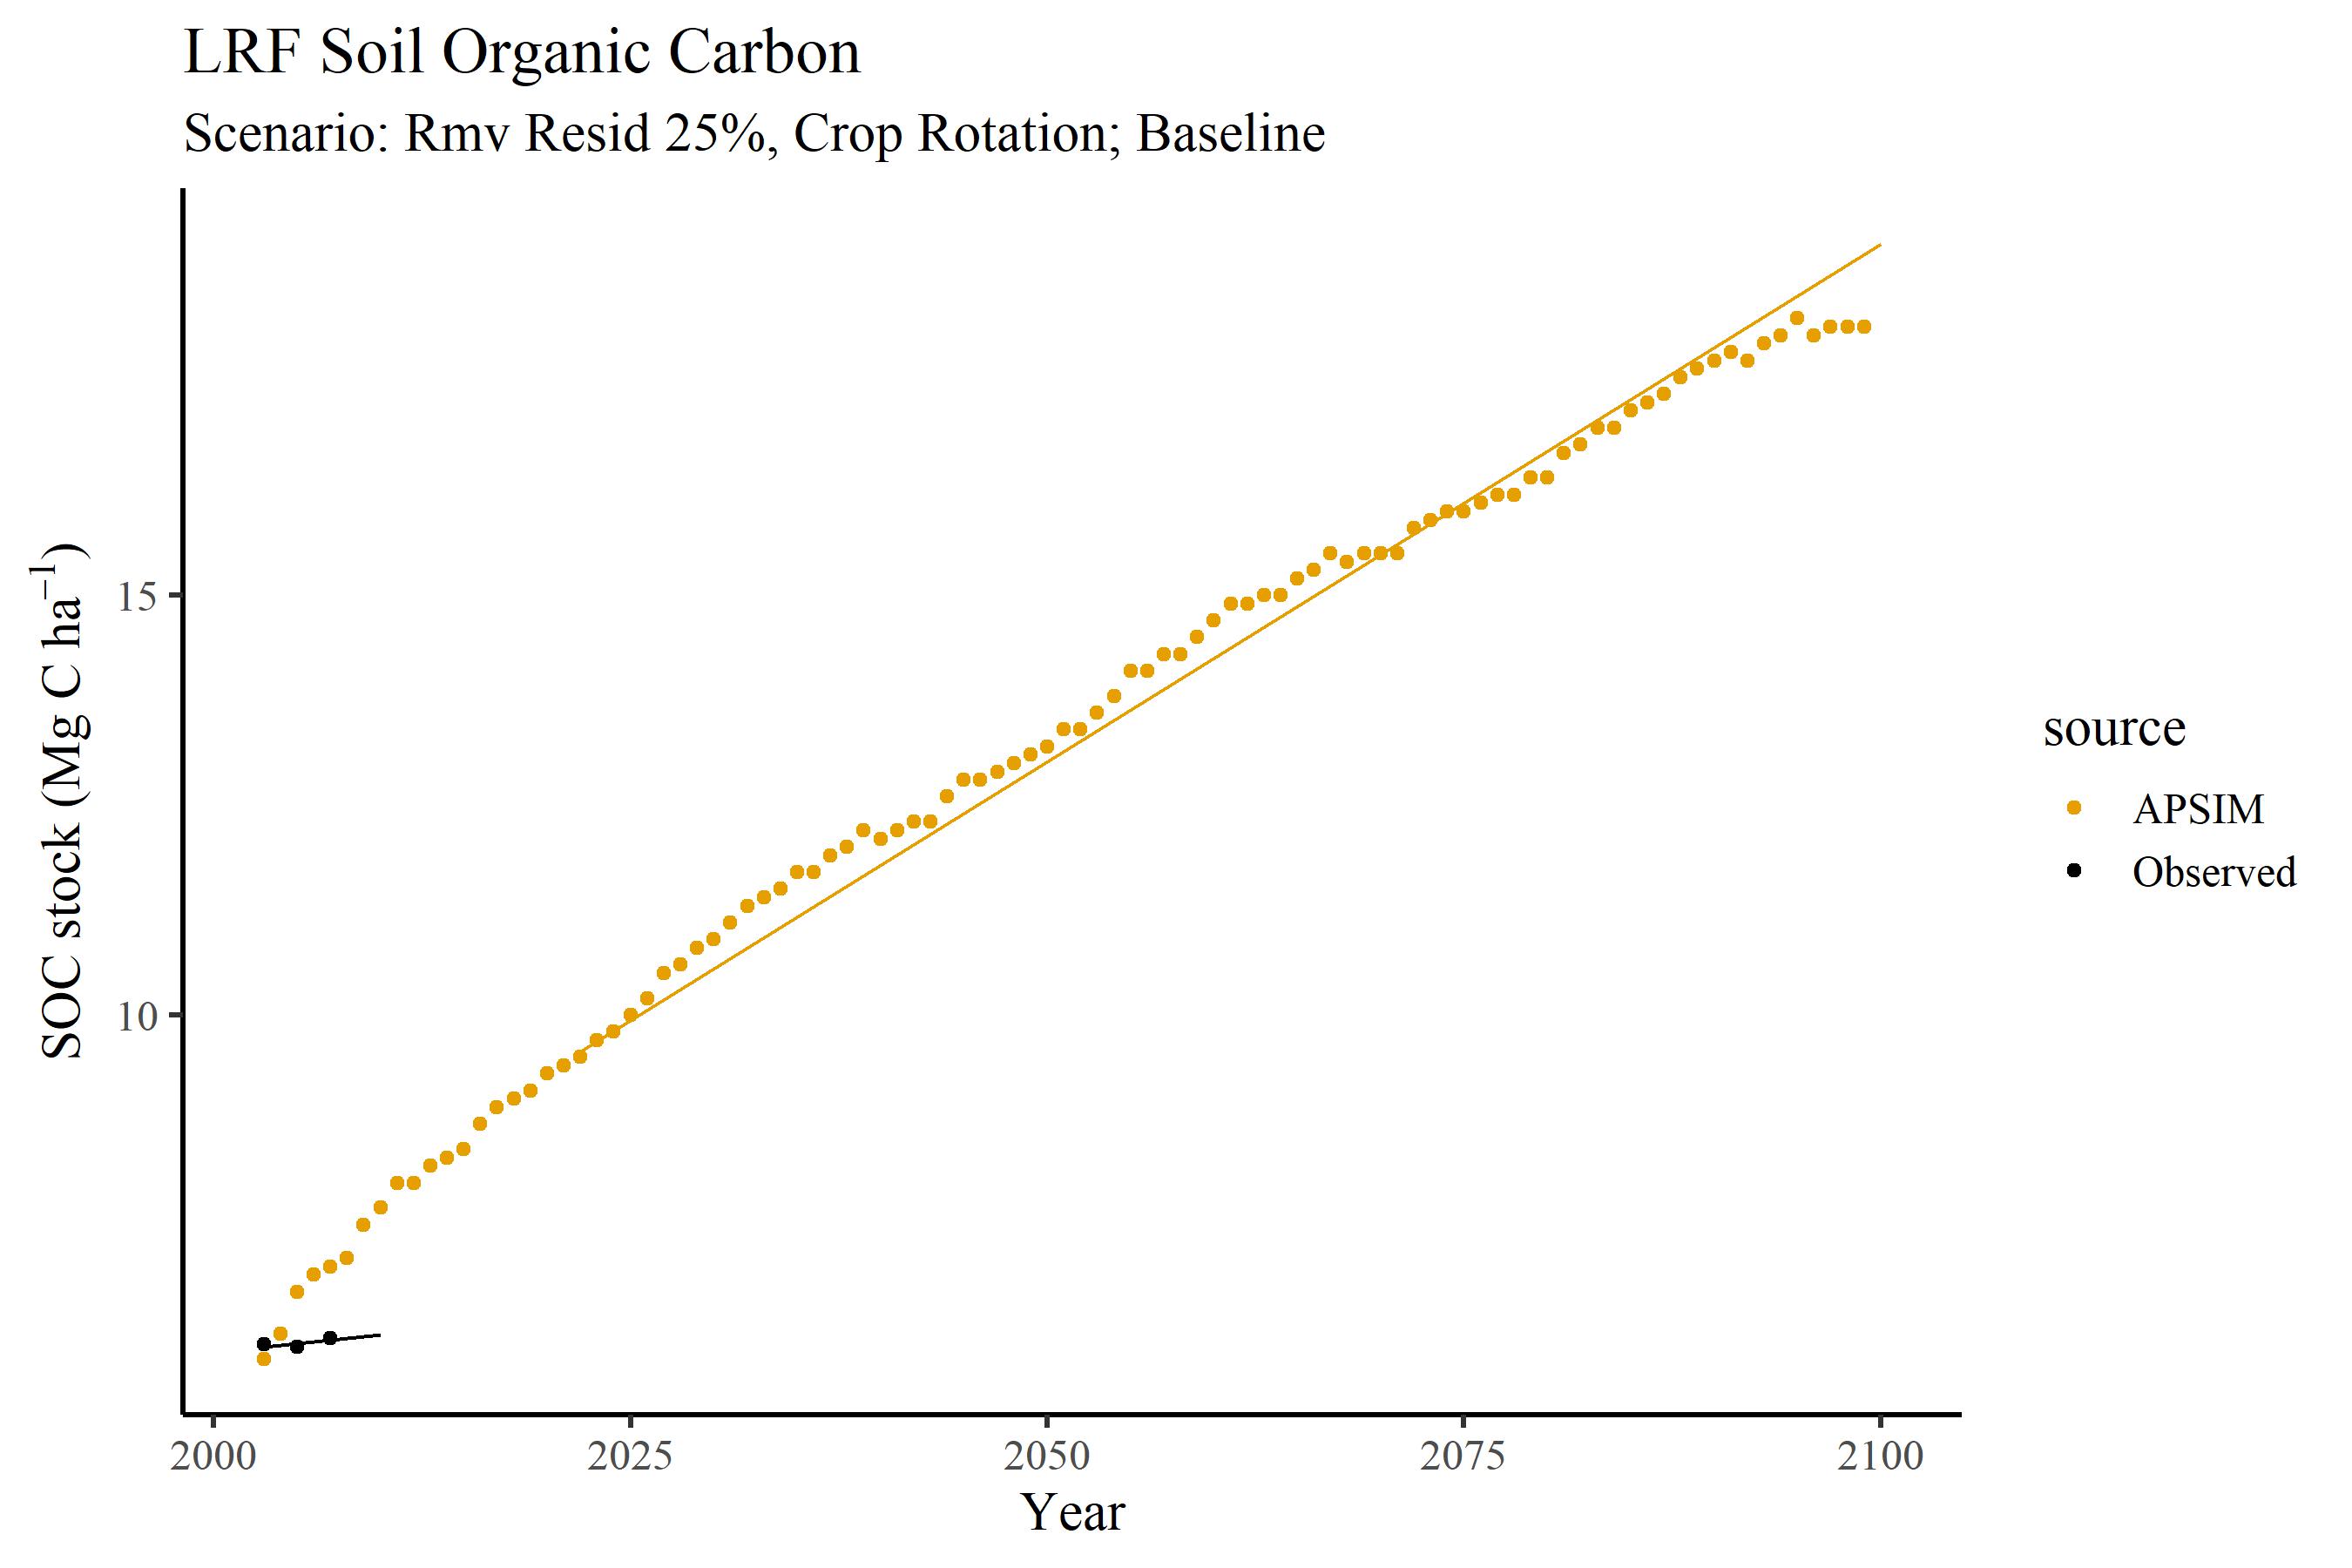 LRF Soil Organic Carbon
Scenario: Rmv Resid 25%, Crop Rotation; Baseline
SOC stock (Mg C ha⁻¹)
15
10
2000 2025 2050 2075 2100
Year
source
APSIM
Observed